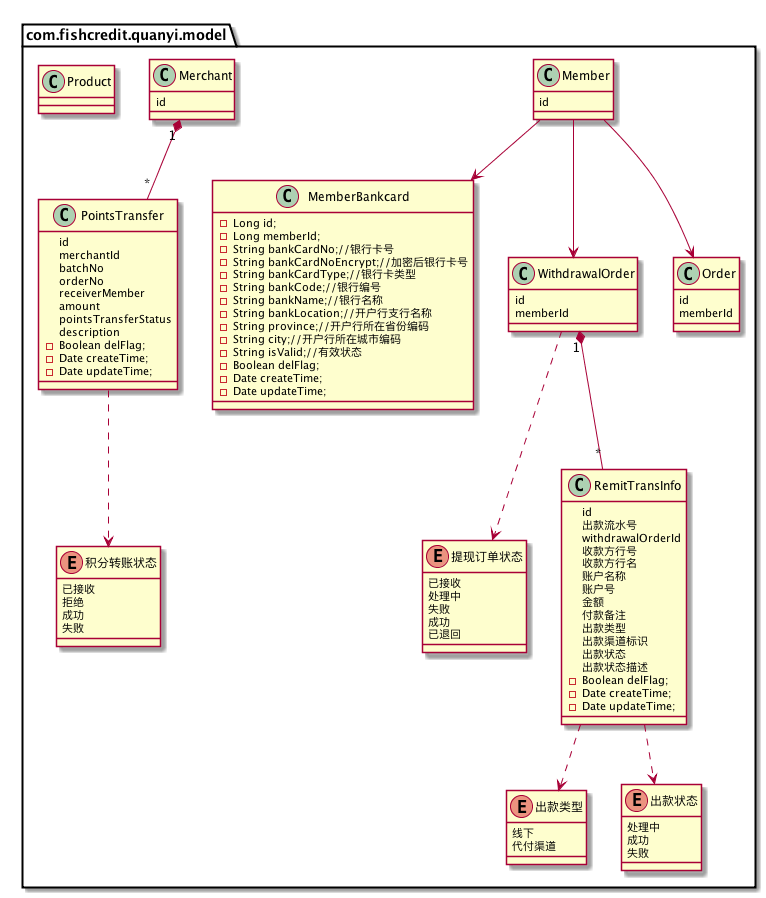 com.fishcredit.quanyi.model
C Product
C Merchant
id
C Member
id
1
*
C PointsTransfer
id
merchantId
batchNo
orderNo
receiverMember
amount
pointsTransferStatus
description
Boolean delFlag;
Date createTime;
Date updateTime;
C MemberBankcard
Long id;
Long memberId;
String bankCardNo;//银行卡号
String bankCardNoEncrypt;//加密后银行卡号
String bankCardType;//银行卡类型
String bankCode;//银行编号
String bankName;//银行名称
String bankLocation;//开户行支行名称
String province;//开户行所在省份编码
String city;//开户行所在城市编码
String isValid;//有效状态
Boolean delFlag;
Date createTime;
Date updateTime;
C WithdrawalOrder
id
memberId
C Order
id
memberId
1
*
E 积分转账状态
已接收
拒绝
成功
失败
E 提现订单状态
已接收
处理中
失败
成功
已退回
C RemitTransInfo
id
出款流水号
withdrawalOrderId
收款方行号
收款方行名
账户名称
账户号
金额
付款备注
出款类型
出款渠道标识
出款状态
出款状态描述
Boolean delFlag;
Date createTime;
Date updateTime;
E 出款类型
线下
代付渠道
E 出款状态
处理中
成功
失败